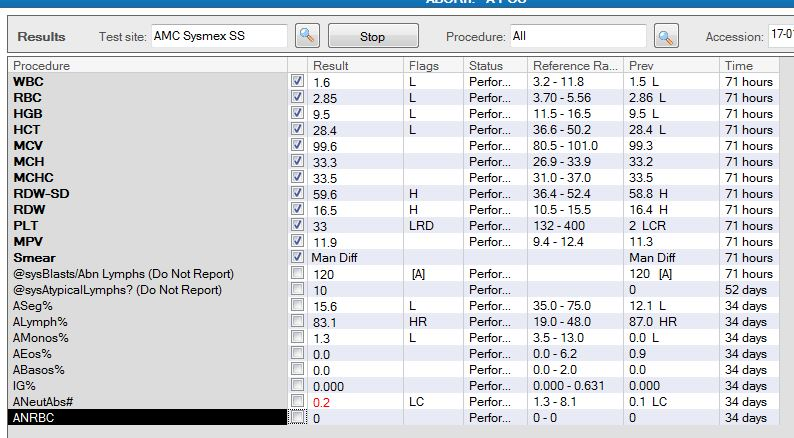 ABORh: A POS
Results Test site: AMC Sysmex SS Stop Procedure: All Accession: 17-0
Procedure Result Flags Status Reference Ra... Prev Time
WBC 1.6 L Perfor... 3.2 - 11.8 1.5 L 71 hours
RBC 2.85 L Perfor... 3.70 - 5.56 2.86 L 71 hours
HGB 9.5 L Perfor... 11.5 - 16.5 9.5 L 71 hours
HCT 28.4 L Perfor... 36.6 - 50.2 28.4 L 71 hours
MCV 99.6 Perfor... 80.5 - 101.0 99.3 71 hours
MCH 33.3 Perfor... 26.9 - 33.9 33.2 71 hours
MCHC 33.5 Perfor... 31.0 - 37.0 33.5 71 hours
RDW-SD 59.6 H Perfor... 36.4 - 52.4 58.8 H 71 hours
RDW 16.5 H Perfor... 10.5 - 15.5 16.4 H 71 hours
PLT 33 LRD Perfor... 132 - 400 2 LCR 71 hours
MPV 11.9 Perfor... 9.4 - 12.4 11.3 71 hours
Smear Man Diff Man Diff 71 hours
@sysBlasts/Abn Lymphs (Do Not Report) 120 [A] Perfor... 120 [A] 71 hours
@sysAtypicalLymphs? (Do Not Report) 10 Perfor... 0 52 days
ASeg% 15.6 L Perfor... 35.0 - 75.0 12.1 L 34 days
ALymph% 83.1 HR Perfor... 19.0 - 48.0 87.0 HR 34 days
AMonos% 1.3 L Perfor... 3.5 - 13.0 0.0 L 34 days
AEos% 0.0 Perfor... 0.0 - 6.2 0.9 34 days
ABasos% 0.0 Perfor... 0.0 - 2.0 0.0 34 days
IG% 0.000 Perfor... 0.000 - 0.631 0.000 34 days
ANeutAbs# 0.2 LC Perfor... 1.3 - 8.1 0.1 LC 34 days
ANRBC 0 Perfor... 0 - 0 0 34 days